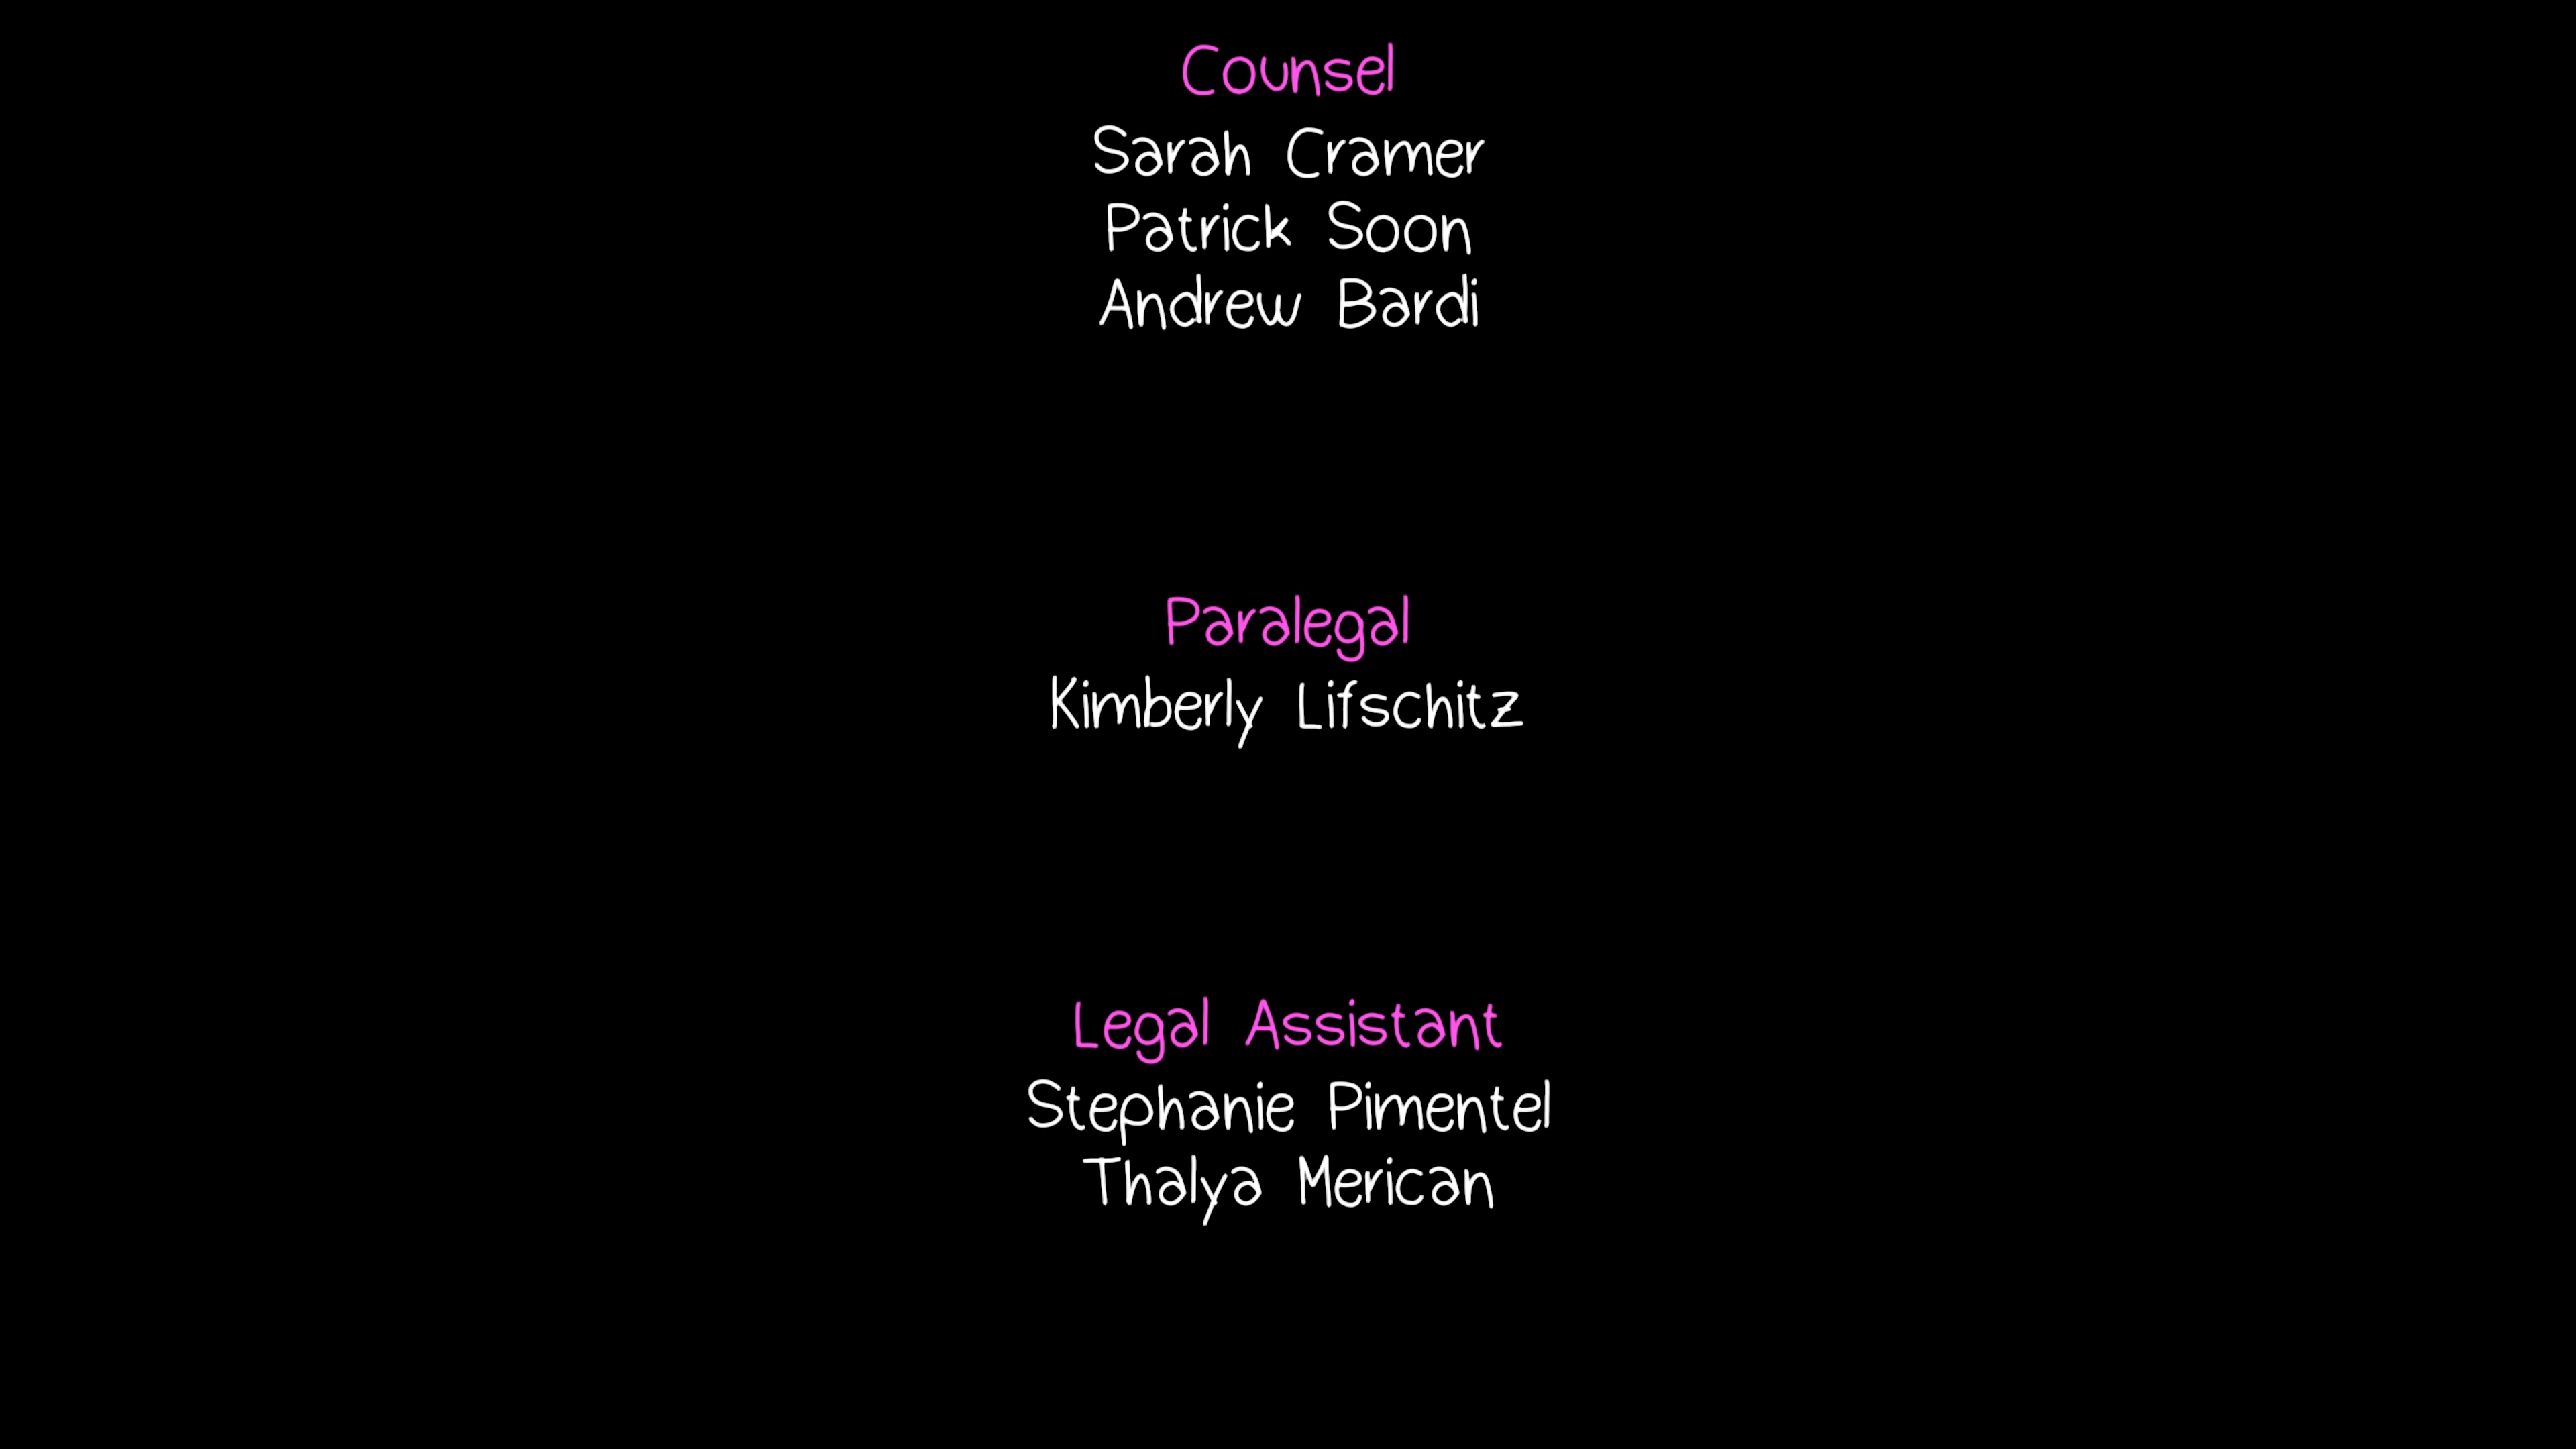 Counsel
Sarah Cramer
Patrick Soon
Andrew Bardi
Paralegal
Kimberly Lifschitz
Legal Assistant
Stephanie Pimentel
Thalya Merican